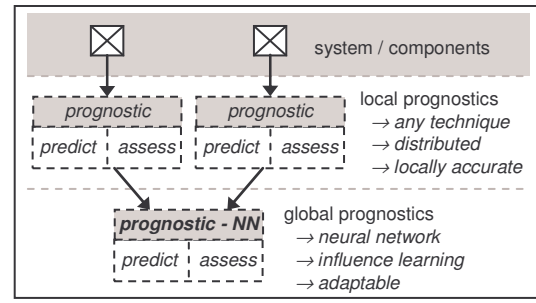 system / components
prognostic prognostic
predict assess predict assess
local prognostics
→ any technique
→ distributed
→ locally accurate
prognostic - NN
predict assess
global prognostics
→ neural network
→ influence learning
→ adaptable